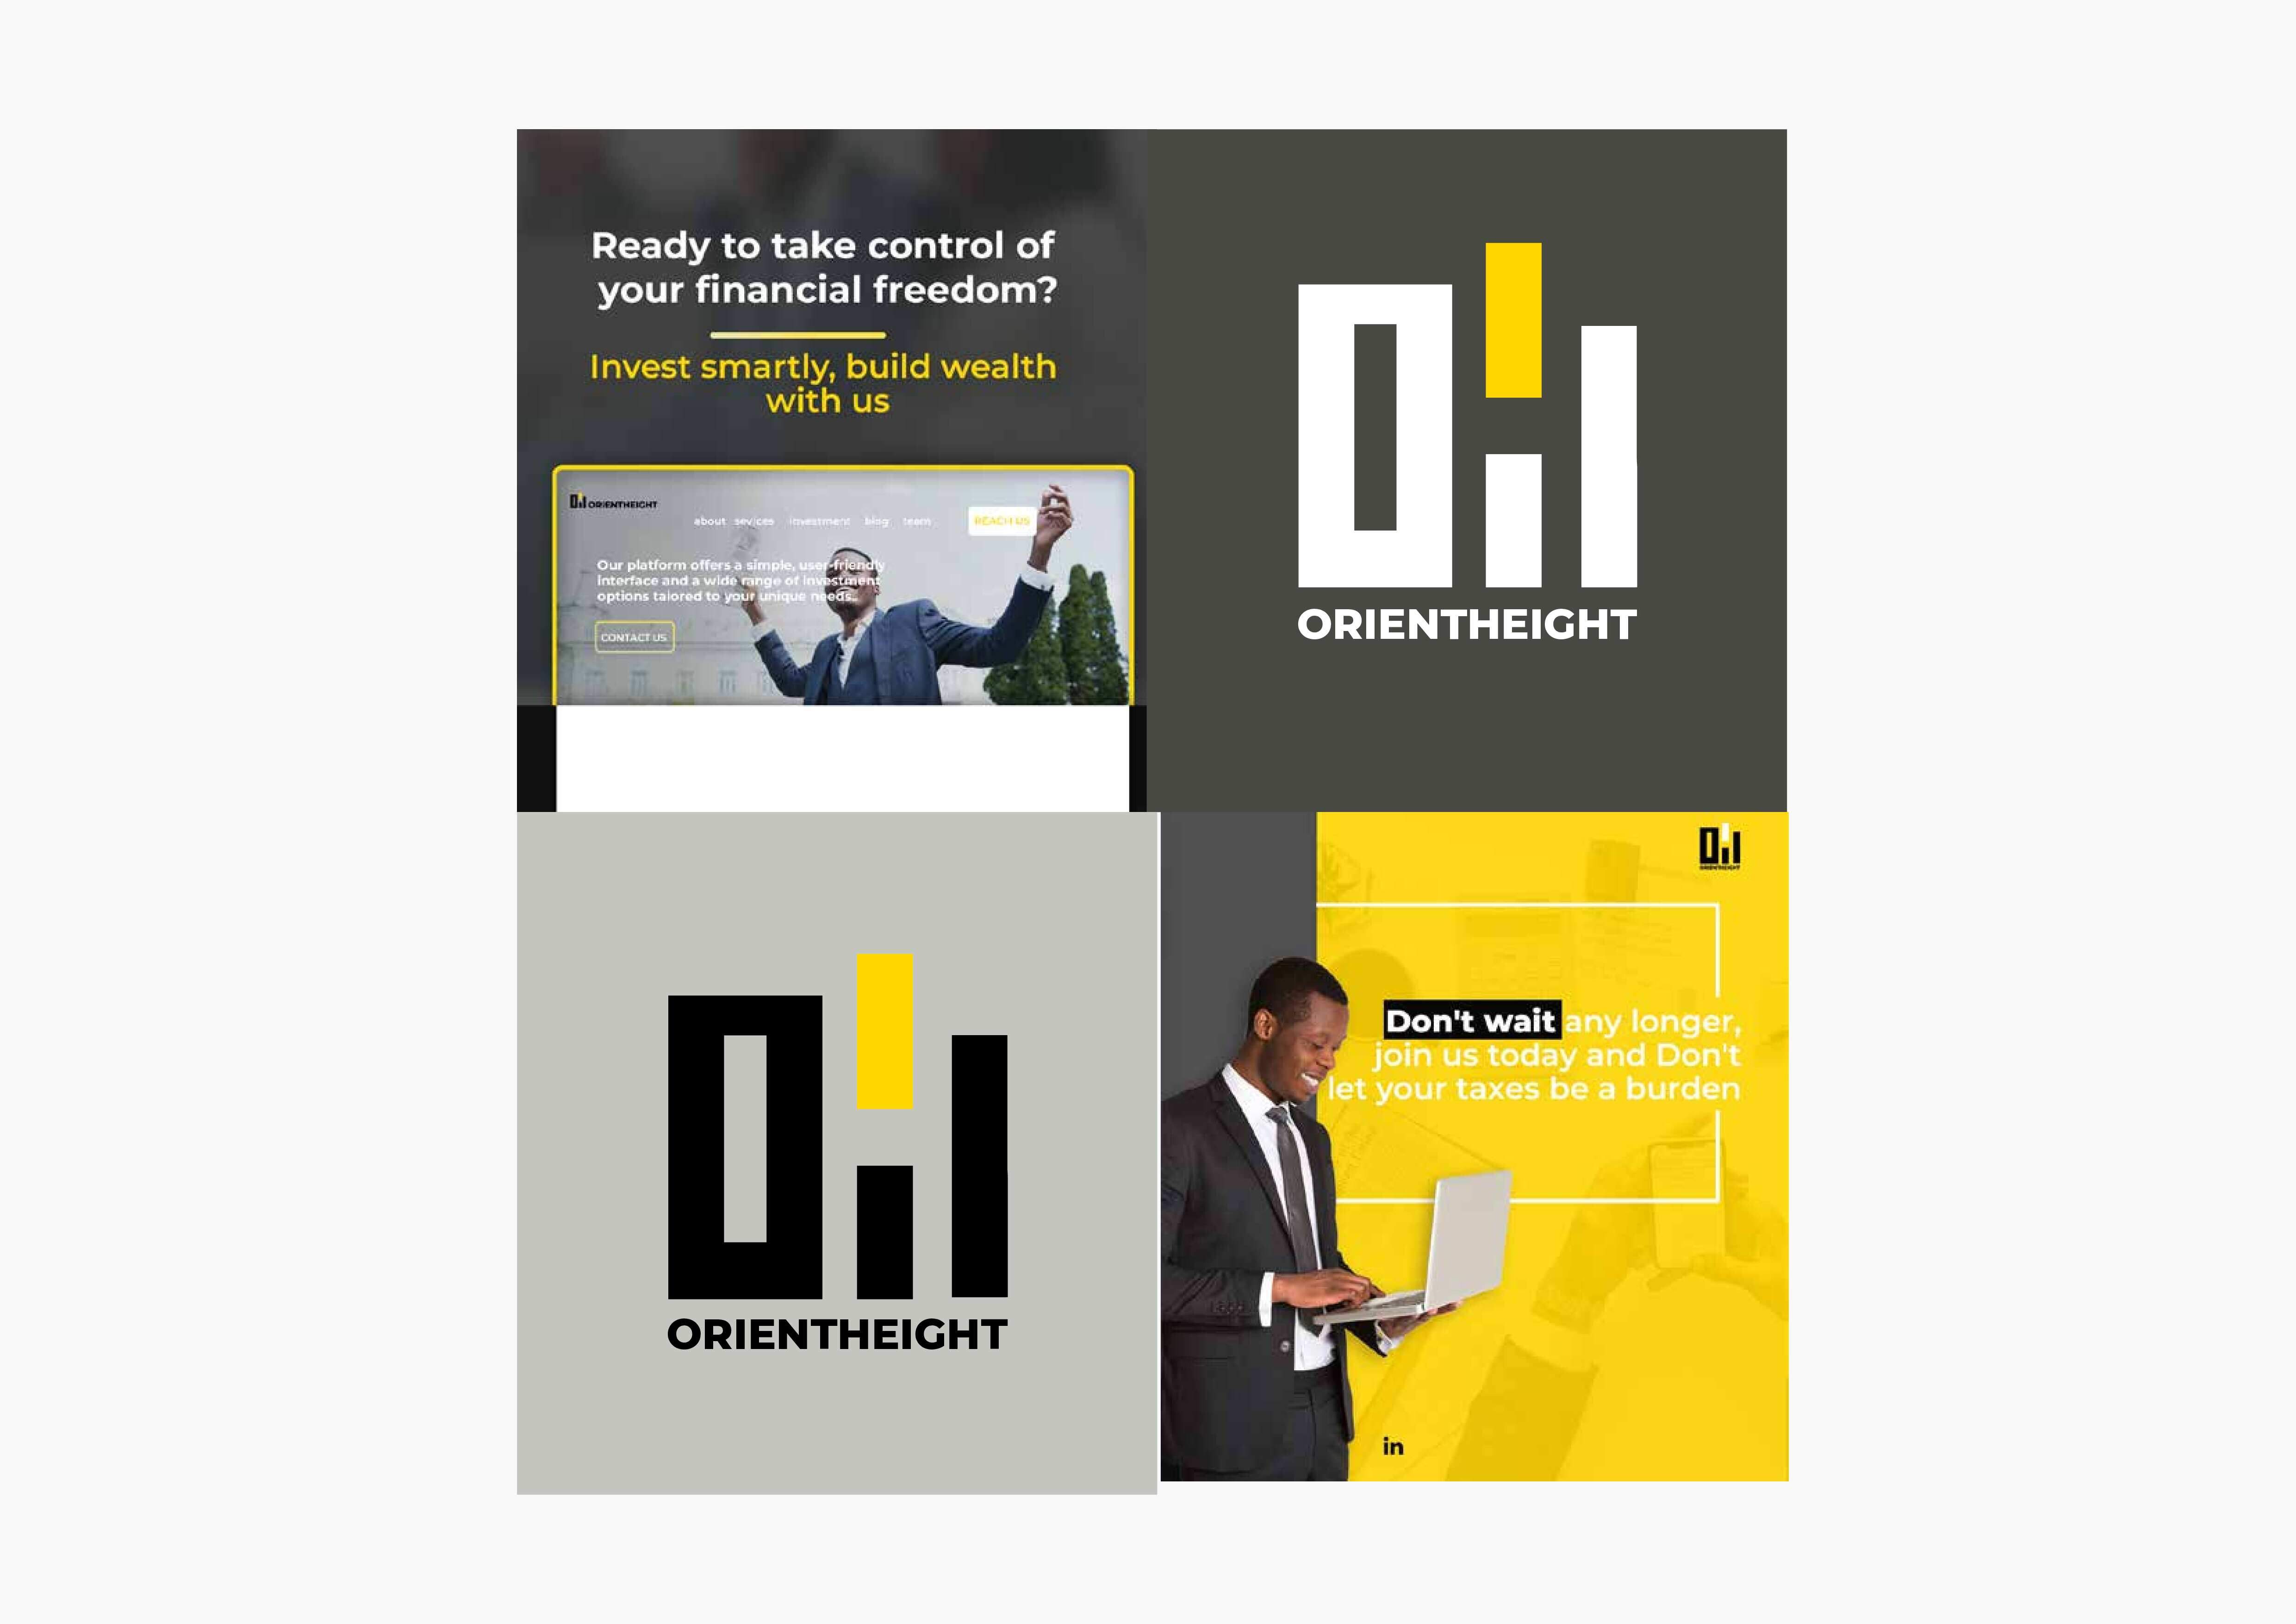 Ready to take control of
your financial freedom?
Invest smartly, build wealth
with us
ORIENTHEIGHT
about sevices investment blog team
REACH US
Our platform offers a simple, user-friendly
interface and a wide range of investment
options talored to your unique needs..
CONTACT US
ORIENTHEIGHT
ORIENTHEIGHT
ORIENTHEIGHT
Don't wait any longer,
join us today and Don't
let your taxes be a burden
in